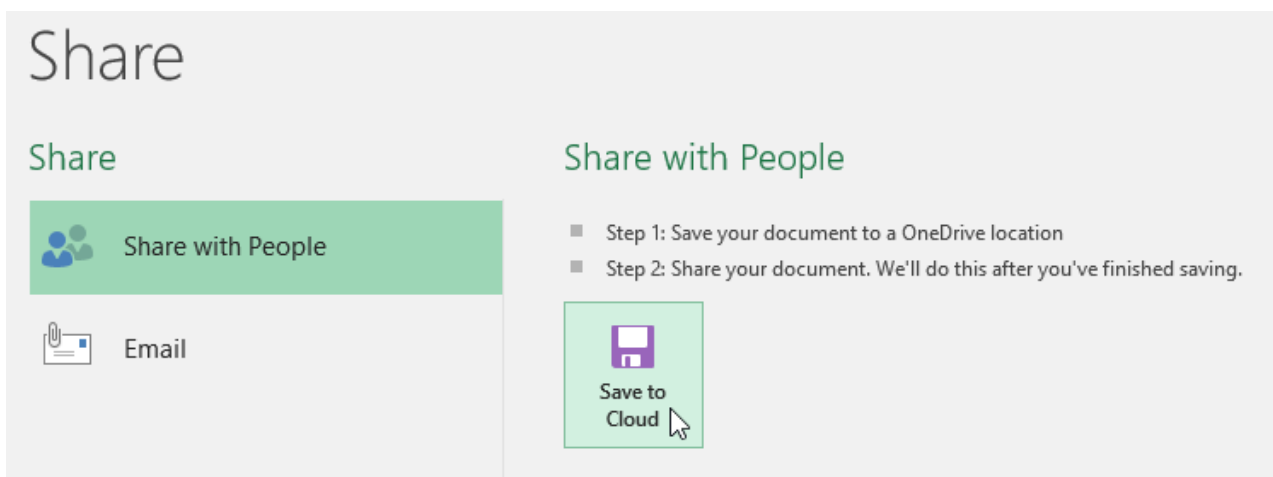 Share
Share
Share with People
Email
Share with People
Step 1: Save your document to a OneDrive location
Step 2: Share your document. We'll do this after you've finished saving.
Save to
Cloud